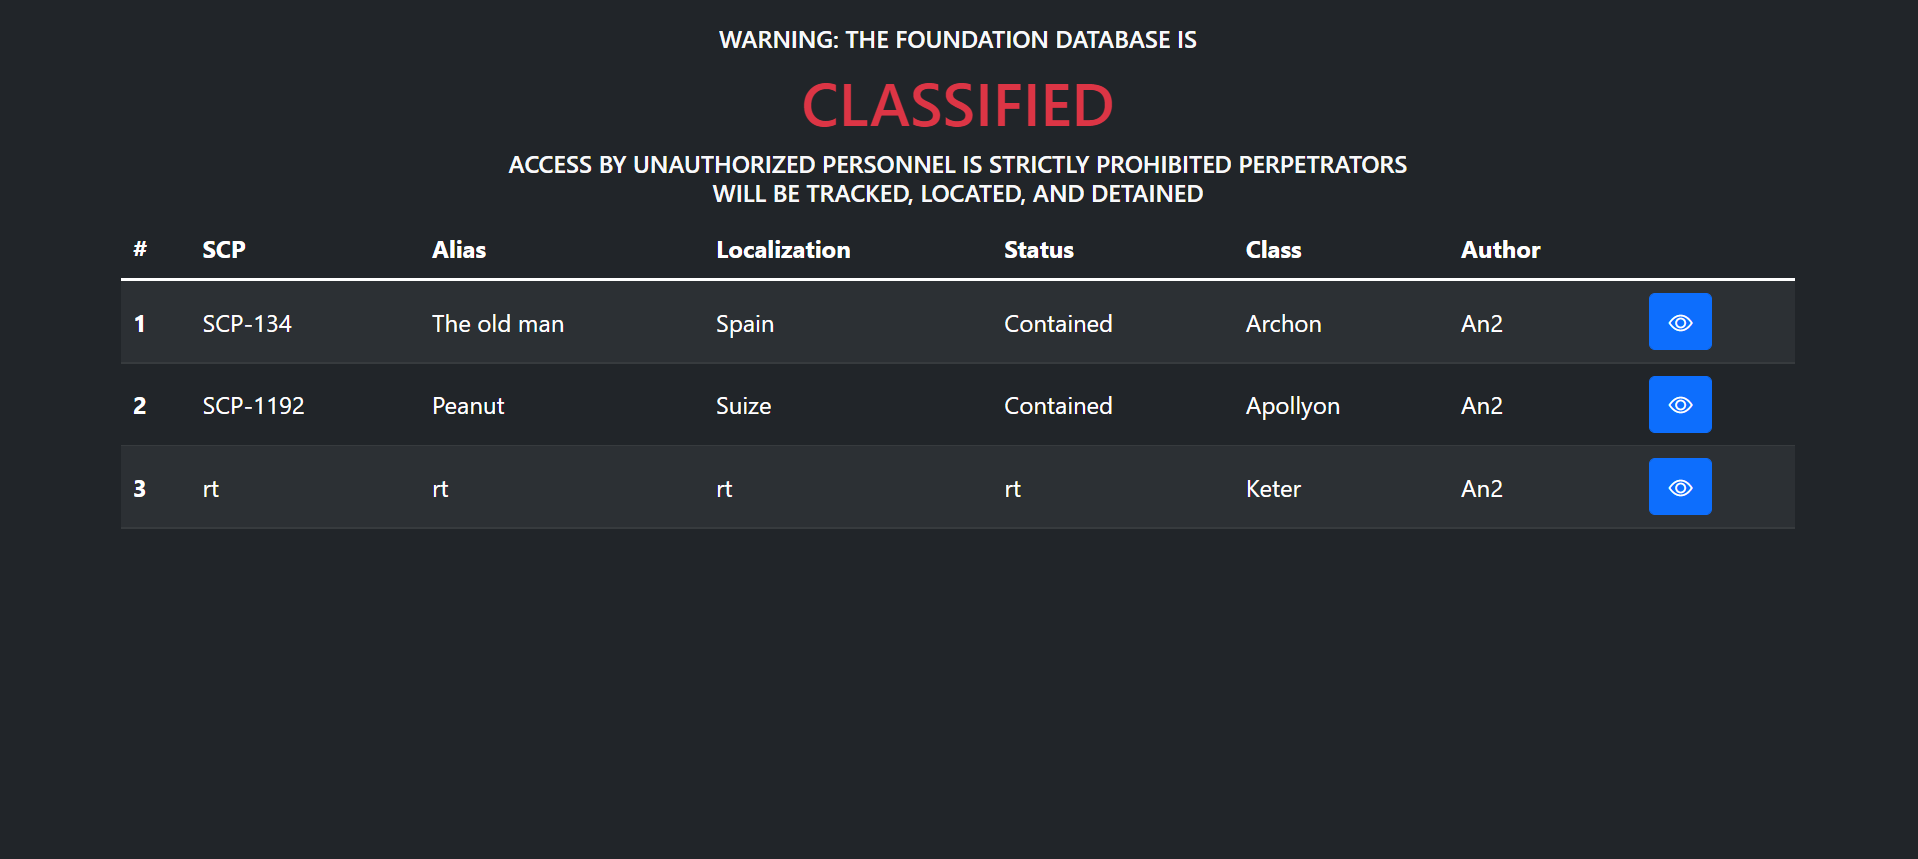 WARNING: THE FOUNDATION DATABASE IS
CLASSIFIED
ACCESS BY UNAUTHORIZED PERSONNEL IS STRICTLY PROHIBITED PERPETRATORS
WILL BE TRACKED, LOCATED, AND DETAINED
# SCP Alias Localization Status Class Author
1 SCP-134 The old man Spain Contained Archon An2
2 SCP-1192 Peanut Suize Contained Apollyon An2
3 rt rt rt rt Keter An2